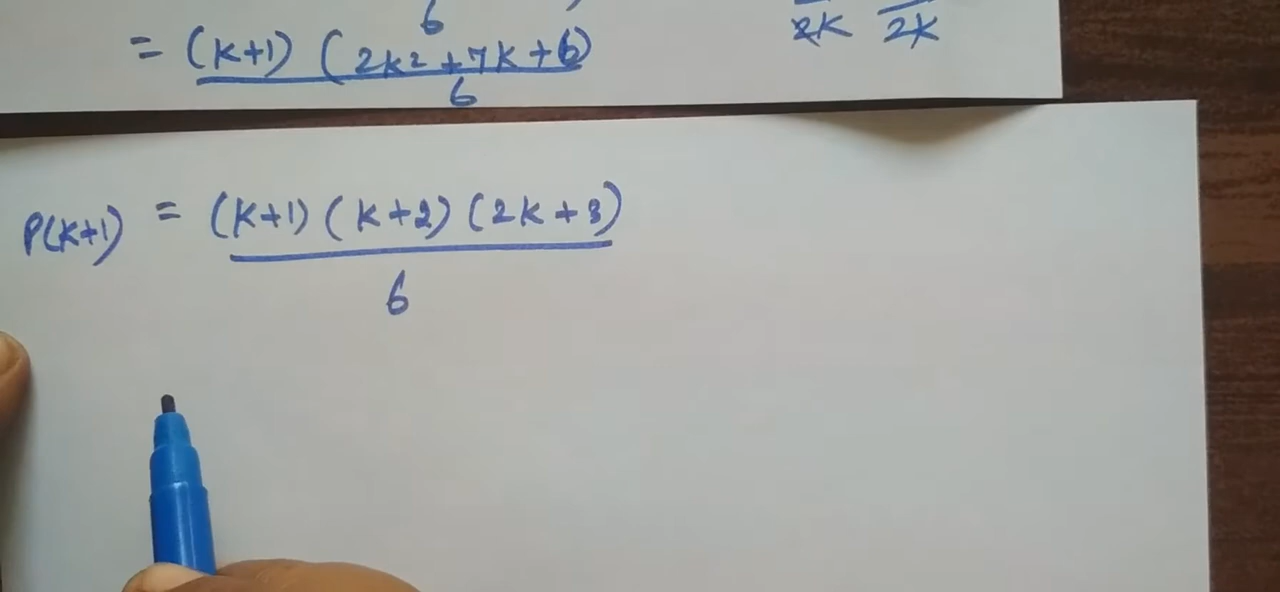 6
= (k+1) (2k² + 7k + 6)
6
2k 2k
P(k+1) = (k+1) (k+2) (2k+3)
6